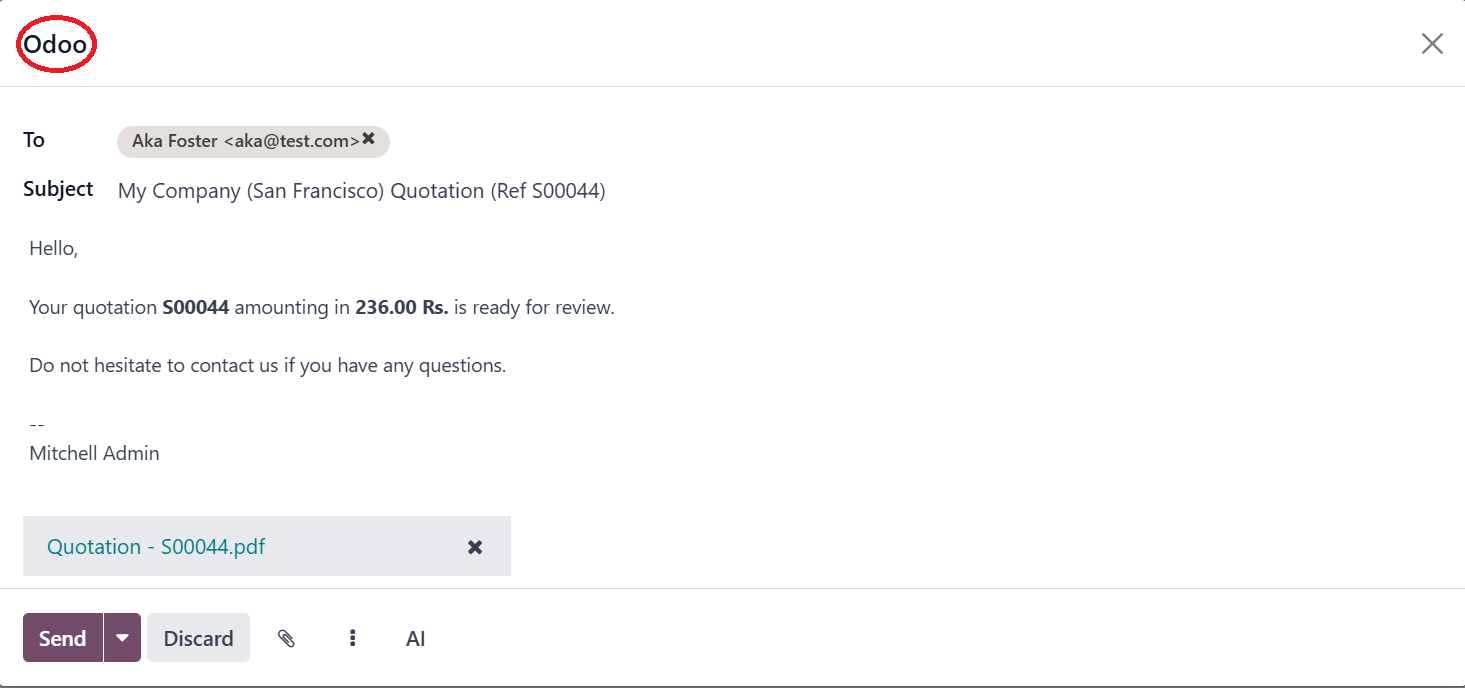 Odoo
To Aka Foster <aka@test.com>
Subject My Company (San Francisco) Quotation (Ref S00044)
Hello,
Your quotation S00044 amounting in 236.00 Rs. is ready for review.
Do not hesitate to contact us if you have any questions.
--
Mitchell Admin
Quotation - S00044.pdf
Send Discard AI